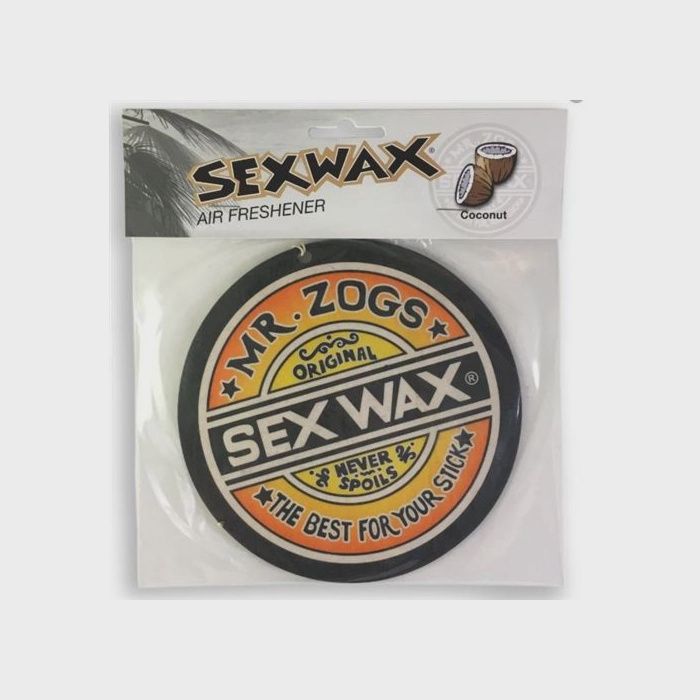 SEXWAX®
AIR FRESHENER
Coconut
MR. ZOGS
ORIGINAL
SEX WAX®
NEVER
SPOILS
THE BEST FOR YOUR STICK